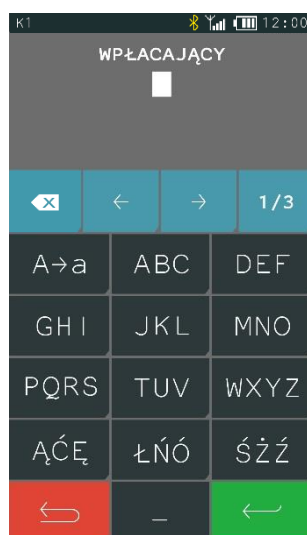 K1 12:00
WPŁACAJĄCY
← → 1/3
A→a ABC DEF
GHI JKL MNO
PQRS TUV WXYZ
ĄĆĘ ŁŃÓ ŚŻŹ
_